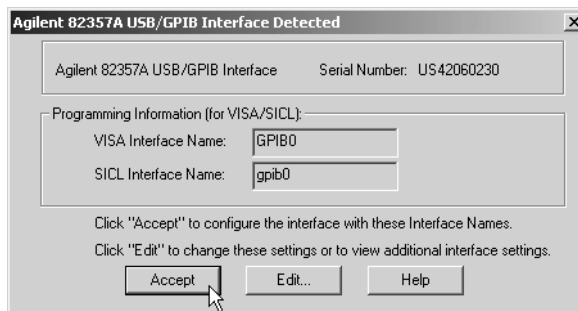 Agilent 82357A USB/GPIB Interface Detected
Agilent 82357A USB/GPIB Interface Serial Number: US42060230
Programming Information (for VISA/SICL):
VISA Interface Name: GPIB0
SICL Interface Name: gpib0
Click "Accept" to configure the interface with these Interface Names.
Click "Edit" to change these settings or to view additional interface settings.
Accept Edit... Help